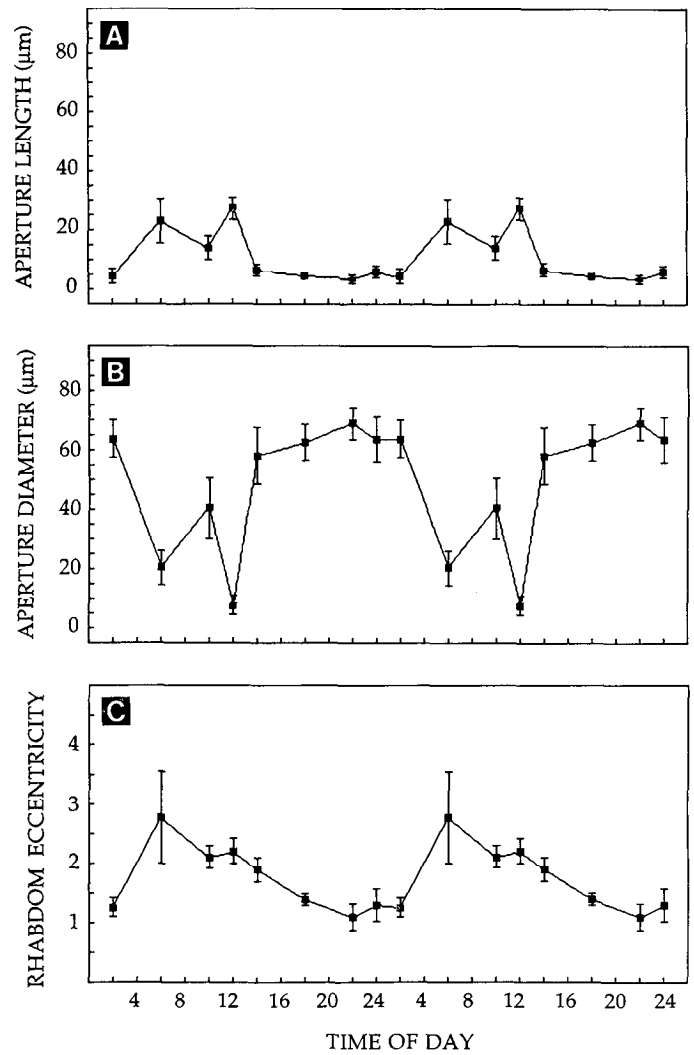 A
APERTURE LENGTH (µm)
80
60
40
20
0
B
APERTURE DIAMETER (µm)
80
60
40
20
0
C
RHABDOM ECCENTRICITY
4
3
2
1
4 8 12 16 20 24 4 8 12 16 20 24
TIME OF DAY